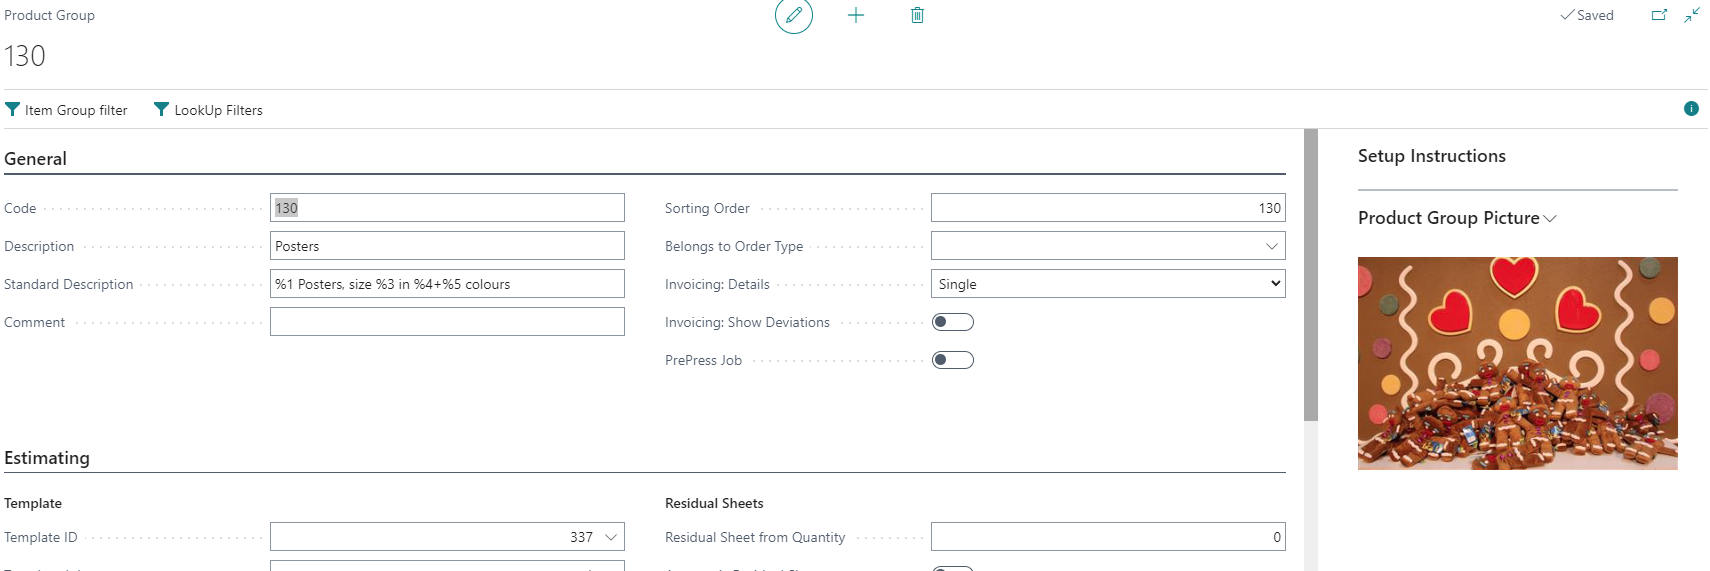 Product Group
Saved
130
Item Group filter LookUp Filters
General
Code 130
Description Posters
Standard Description %1 Posters, size %3 in %4+%5 colours
Comment
Sorting Order 130
Belongs to Order Type
Invoicing: Details Single
Invoicing: Show Deviations
PrePress Job
Estimating
Template
Template ID 337
Residual Sheets
Residual Sheet from Quantity 0
Setup Instructions
Product Group Picture